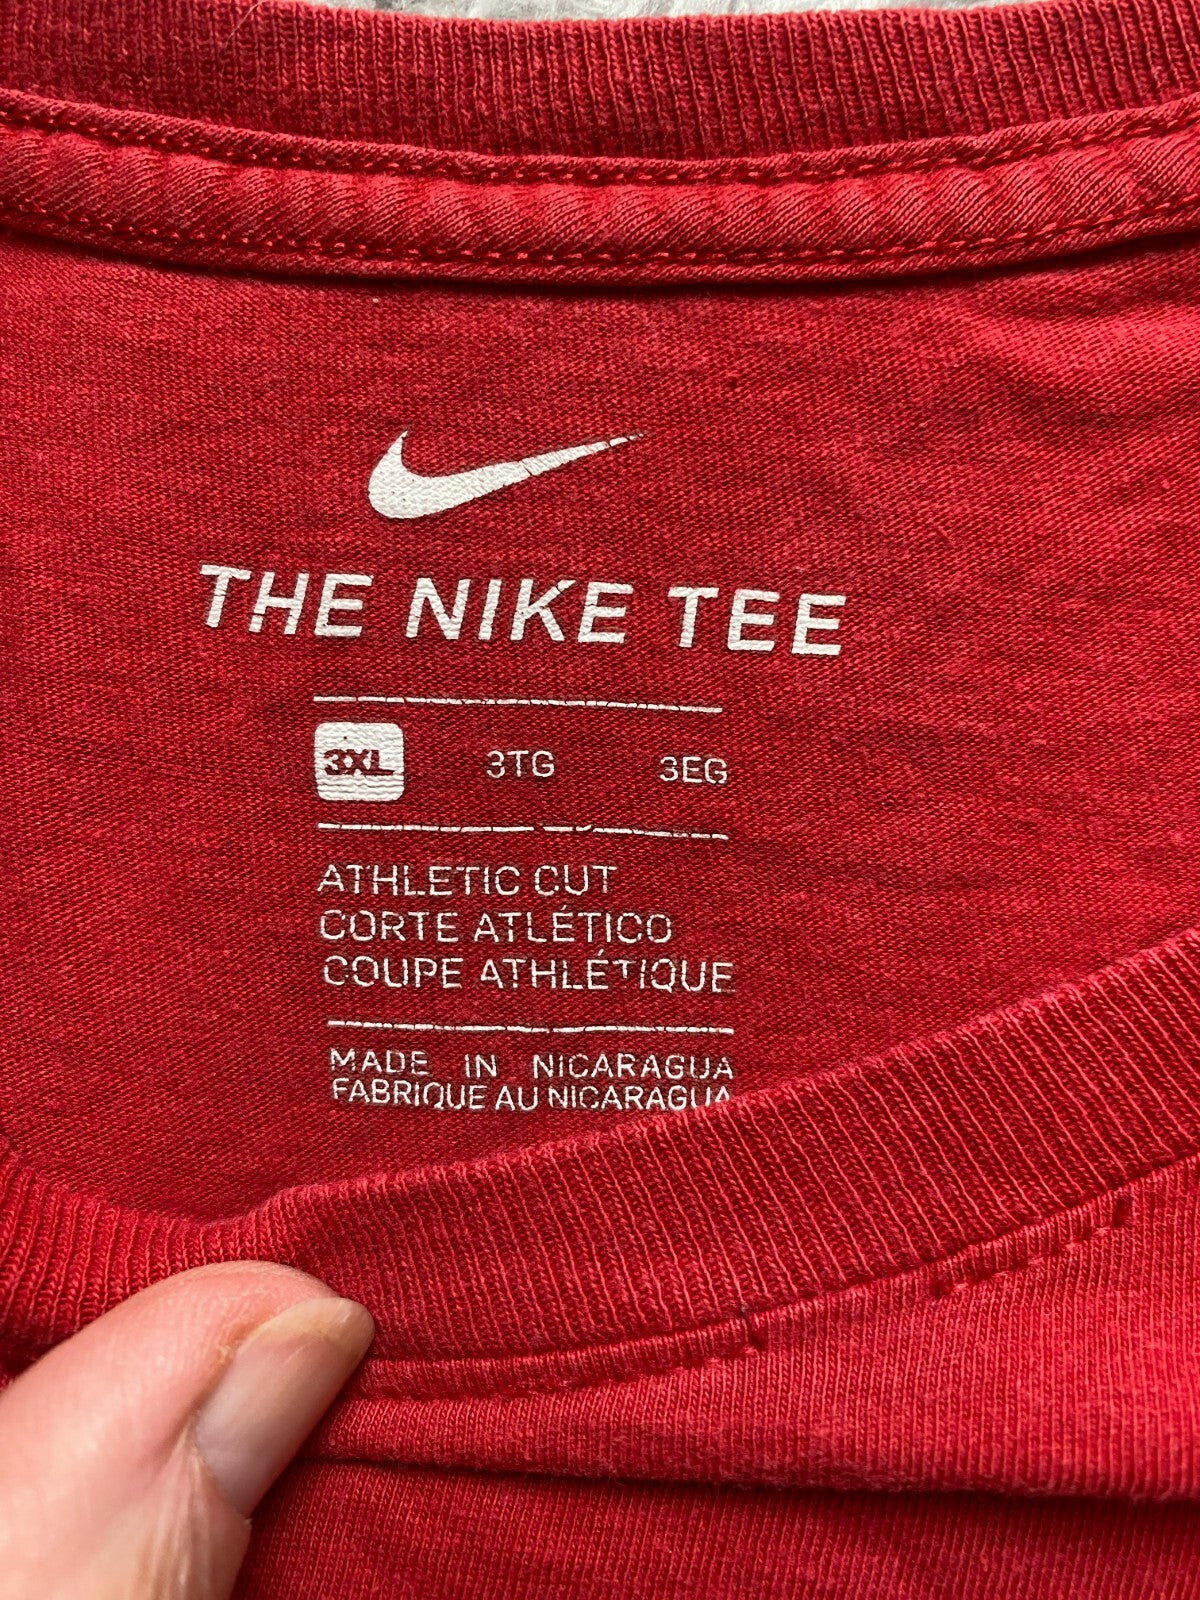 THE NIKE TEE
3XL 3TG 3EG
ATHLETIC CUT
CORTE ATLÉTICO
COUPE ATHLÉTIQUE
MADE IN NICARAGUA
FABRIQUE AU NICARAGUA